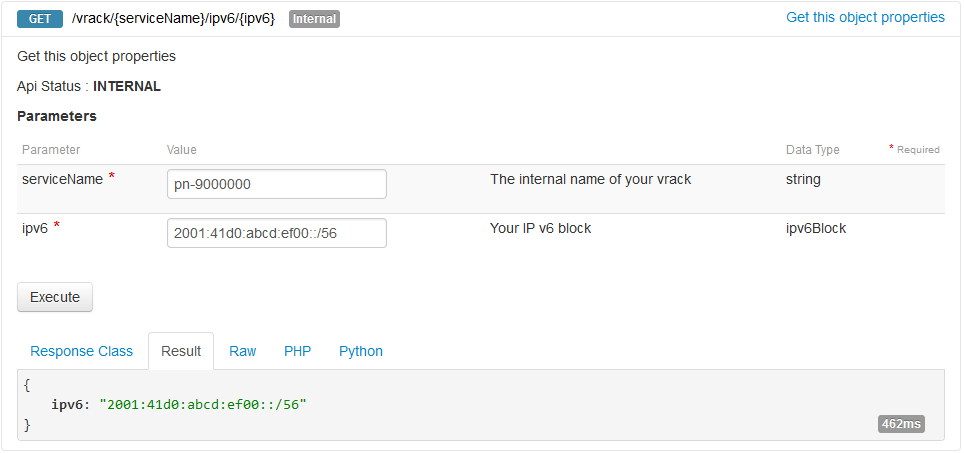 GET /vrack/{serviceName}/ipv6/{ipv6} Internal Get this object properties
Get this object properties
Api Status : INTERNAL
Parameters
Parameter Value Data Type * Required
serviceName * pn-9000000 The internal name of your vrack string
ipv6 * 2001:41d0:abcd:ef00::/56 Your IP v6 block ipv6Block
Execute
Response Class Result Raw PHP Python
{
ipv6: "2001:41d0:abcd:ef00::/56"
}
462ms